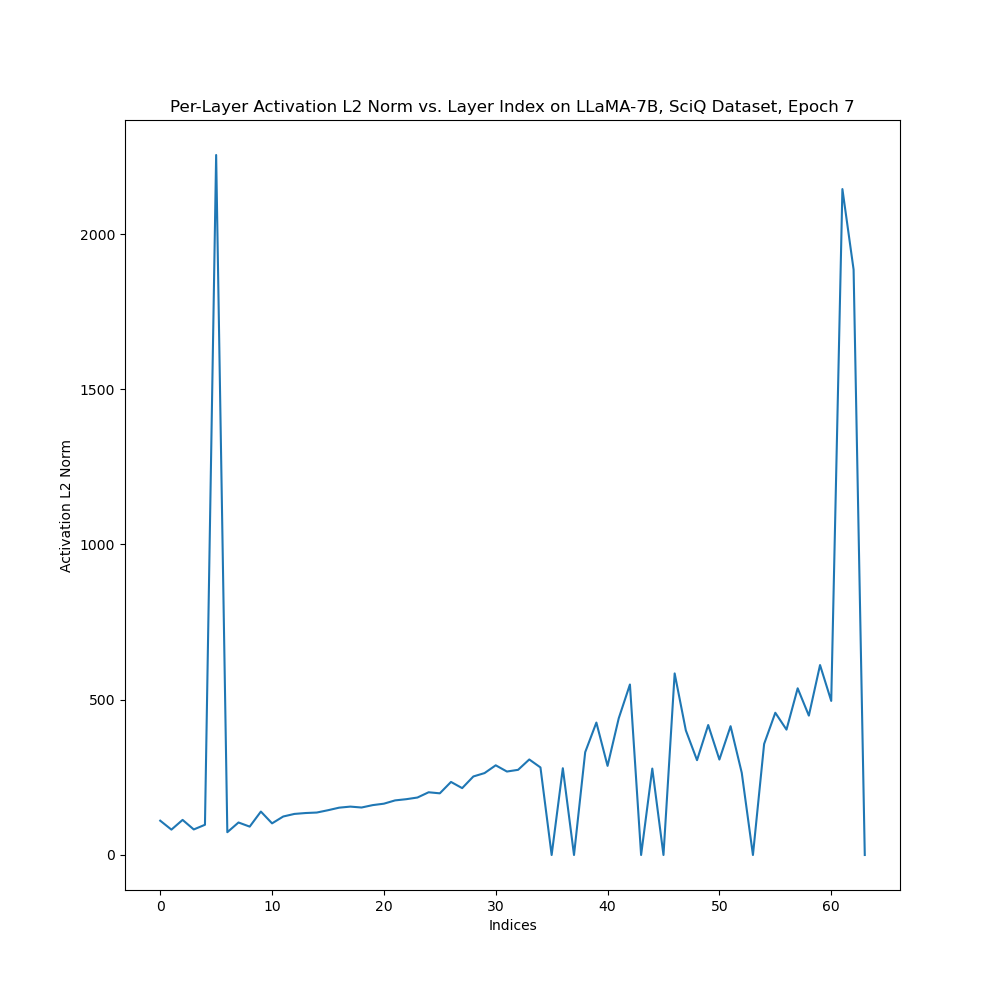 Per-Layer Activation L2 Norm vs. Layer Index on LLaMA-7B, SciQ Dataset, Epoch 7
Activation L2 Norm
2000
1500
1000
500
0
0 10 20 30 40 50 60
Indices